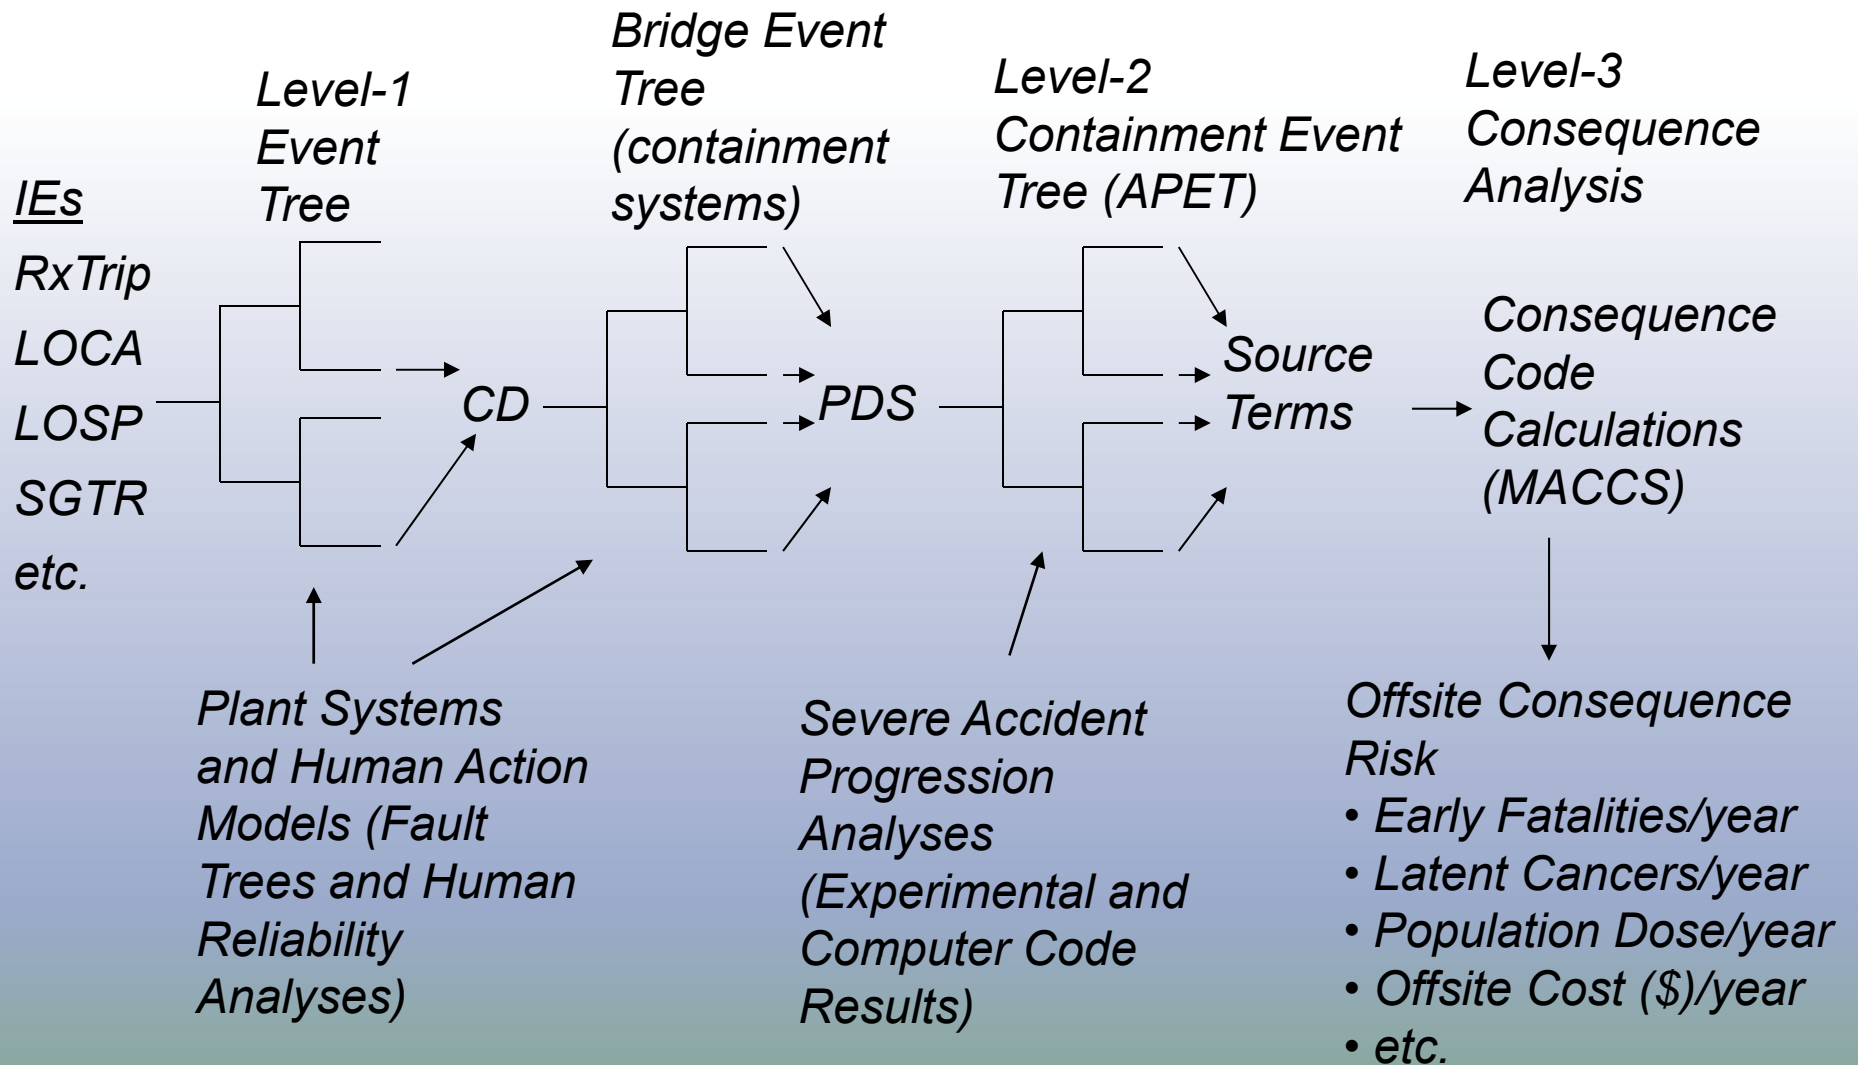 IEs
RxTrip
LOCA
LOSP
SGTR
etc.
Level-1
Event
Tree
CD
Bridge Event
Tree
(containment
systems)
PDS
Level-2
Containment Event
Tree (APET)
Source
Terms
Level-3
Consequence
Analysis
Consequence
Code
Calculations
(MACCS)
Plant Systems
and Human Action
Models (Fault
Trees and Human
Reliability
Analyses)
Severe Accident
Progression
Analyses
(Experimental and
Computer Code
Results)
Offsite Consequence
Risk
• Early Fatalities/year
• Latent Cancers/year
• Population Dose/year
• Offsite Cost ($)/year
• etc.